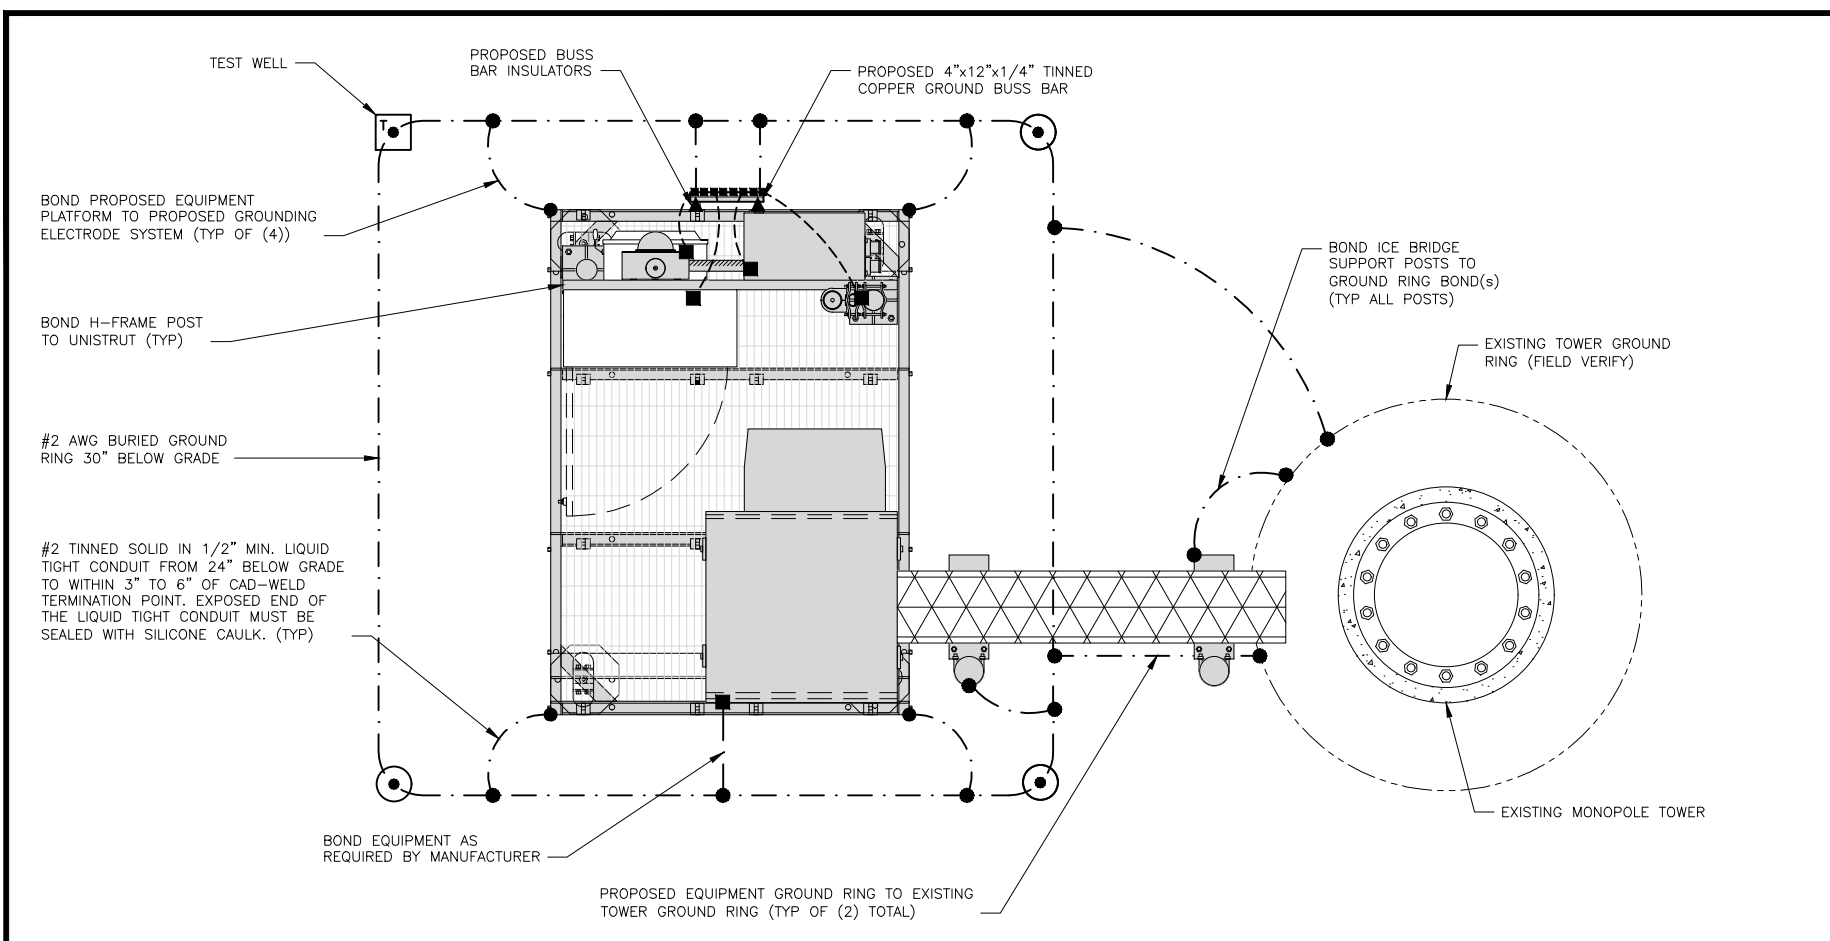 TEST WELL
PROPOSED BUSS
BAR INSULATORS
PROPOSED 4"x12"x1/4" TINNED
COPPER GROUND BUSS BAR
T
BOND PROPOSED EQUIPMENT
PLATFORM TO PROPOSED GROUNDING
ELECTRODE SYSTEM (TYP OF (4))
BOND ICE BRIDGE
SUPPORT POSTS TO
GROUND RING BOND(s)
(TYP ALL POSTS)
BOND H-FRAME POST
TO UNISTRUT (TYP)
EXISTING TOWER GROUND
RING (FIELD VERIFY)
#2 AWG BURIED GROUND
RING 30" BELOW GRADE
#2 TINNED SOLID IN 1/2" MIN. LIQUID
TIGHT CONDUIT FROM 24" BELOW GRADE
TO WITHIN 3" TO 6" OF CAD-WELD
TERMINATION POINT. EXPOSED END OF
THE LIQUID TIGHT CONDUIT MUST BE
SEALED WITH SILICONE CAULK. (TYP)
EXISTING MONOPOLE TOWER
BOND EQUIPMENT AS
REQUIRED BY MANUFACTURER
PROPOSED EQUIPMENT GROUND RING TO EXISTING
TOWER GROUND RING (TYP OF (2) TOTAL)